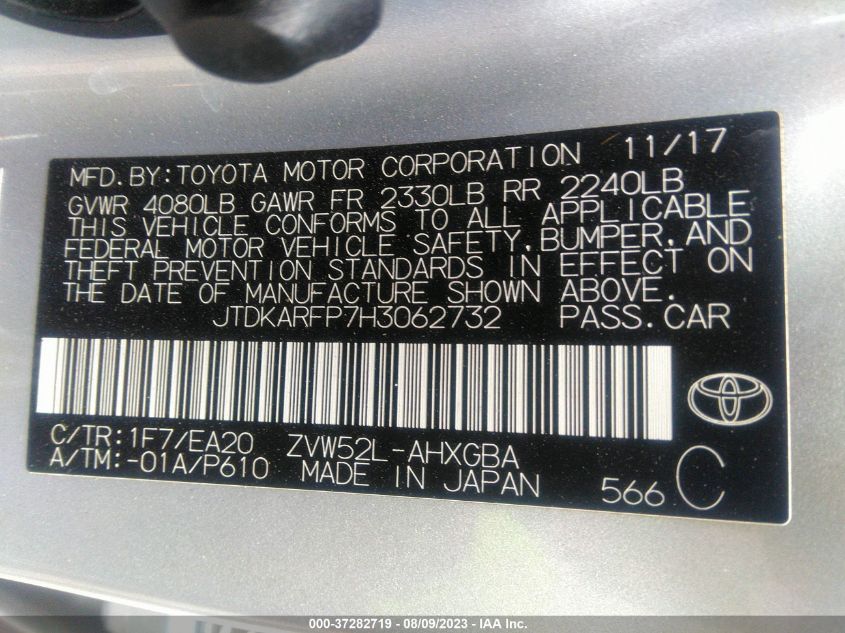 MFD.BY:TOYOTA MOTOR CORPORATION 11/17
GVWR 4080LB GAWR FR 2330LB RR 2240LB
THIS VEHICLE CONFORMS TO ALL APPLICABLE
FEDERAL MOTOR VEHICLE SAFETY,BUMPER,AND
THEFT PREVENTION STANDARDS IN EFFECT ON
THE DATE OF MANUFACTURE SHOWN ABOVE.
JTDKARFP7H3062732 PASS.CAR
C/TR:1F7/EA20 ZVW52L-AHXGBA
A/TM:-01A/P610 MADE IN JAPAN 566 C
000-37282719 - 08/09/2023 - IAA Inc.